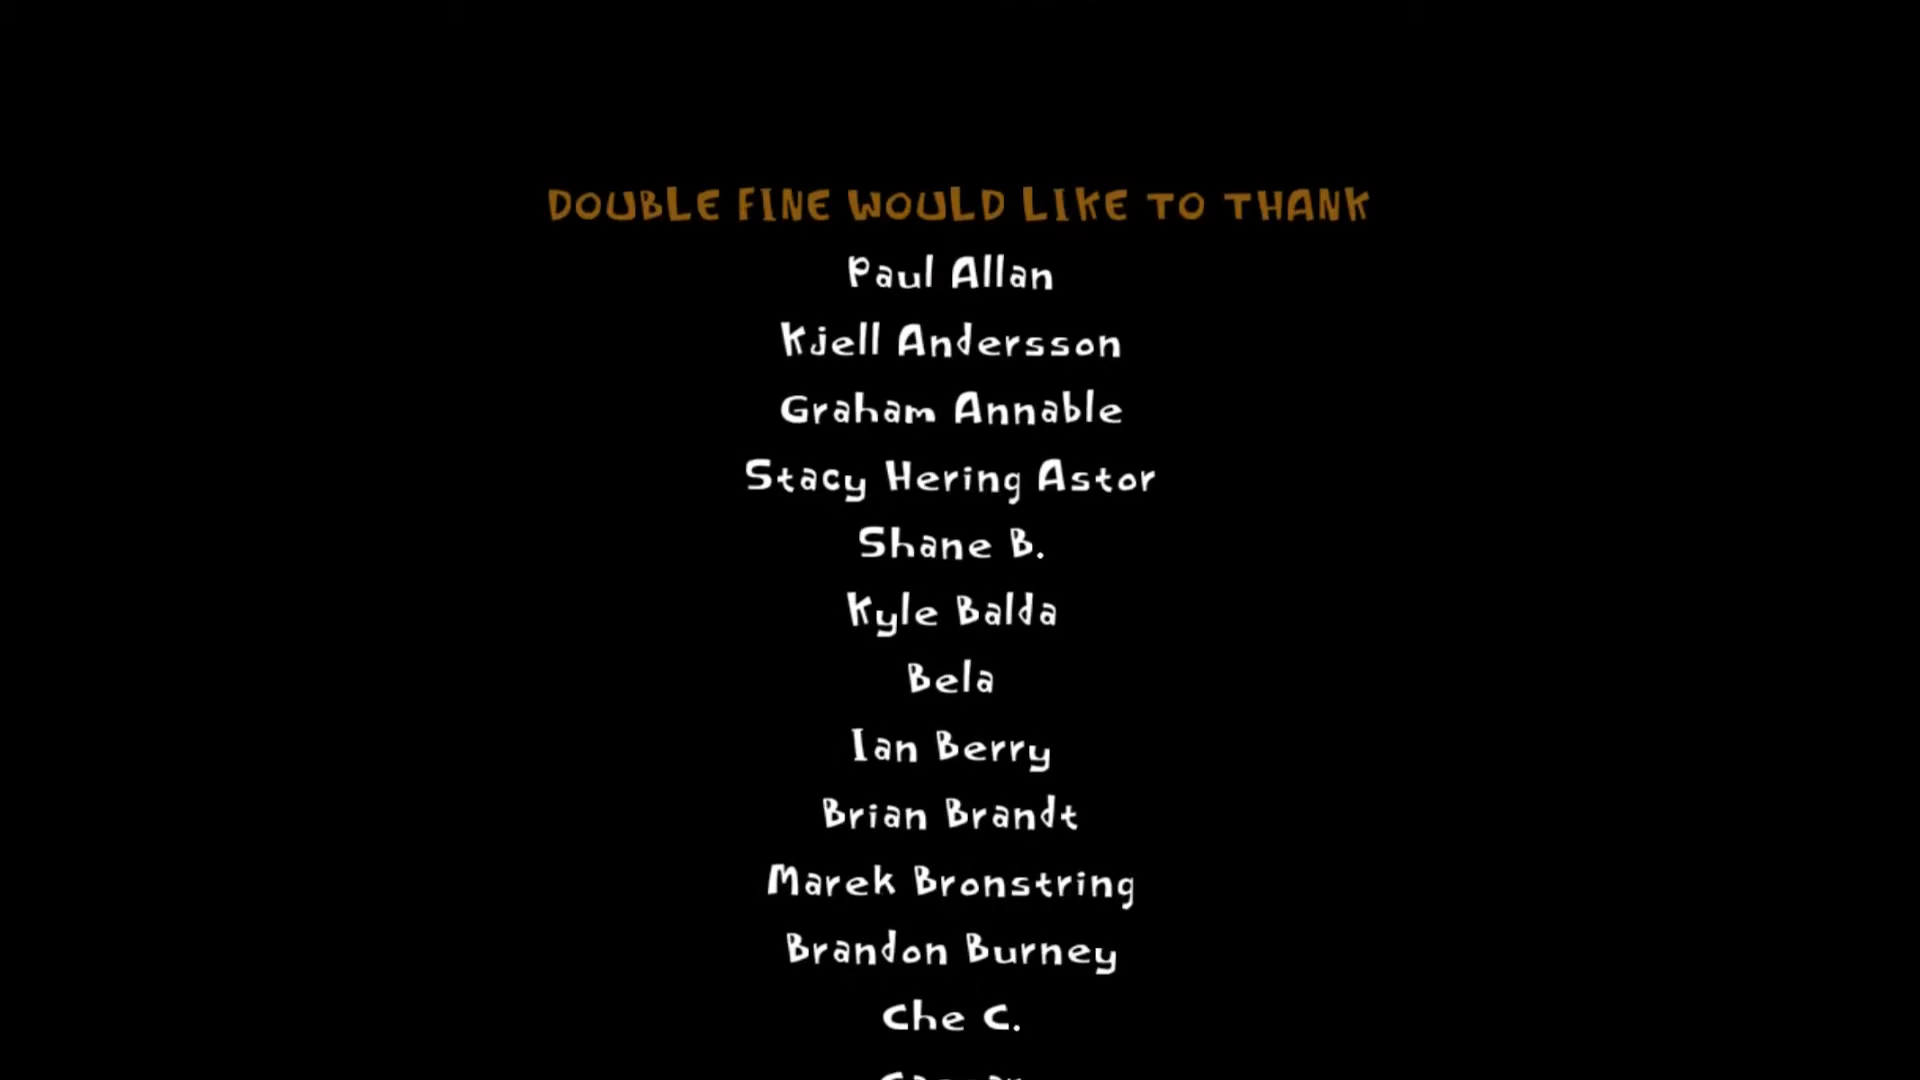 DOUBLE FINE WOULD LIKE TO THANK
Paul Allan
Kjell Andersson
Graham Annable
Stacy Hering Astor
Shane B.
Kyle Balda
Bela
Ian Berry
Brian Brandt
Marek Bronstring
Brandon Burney
Che C.